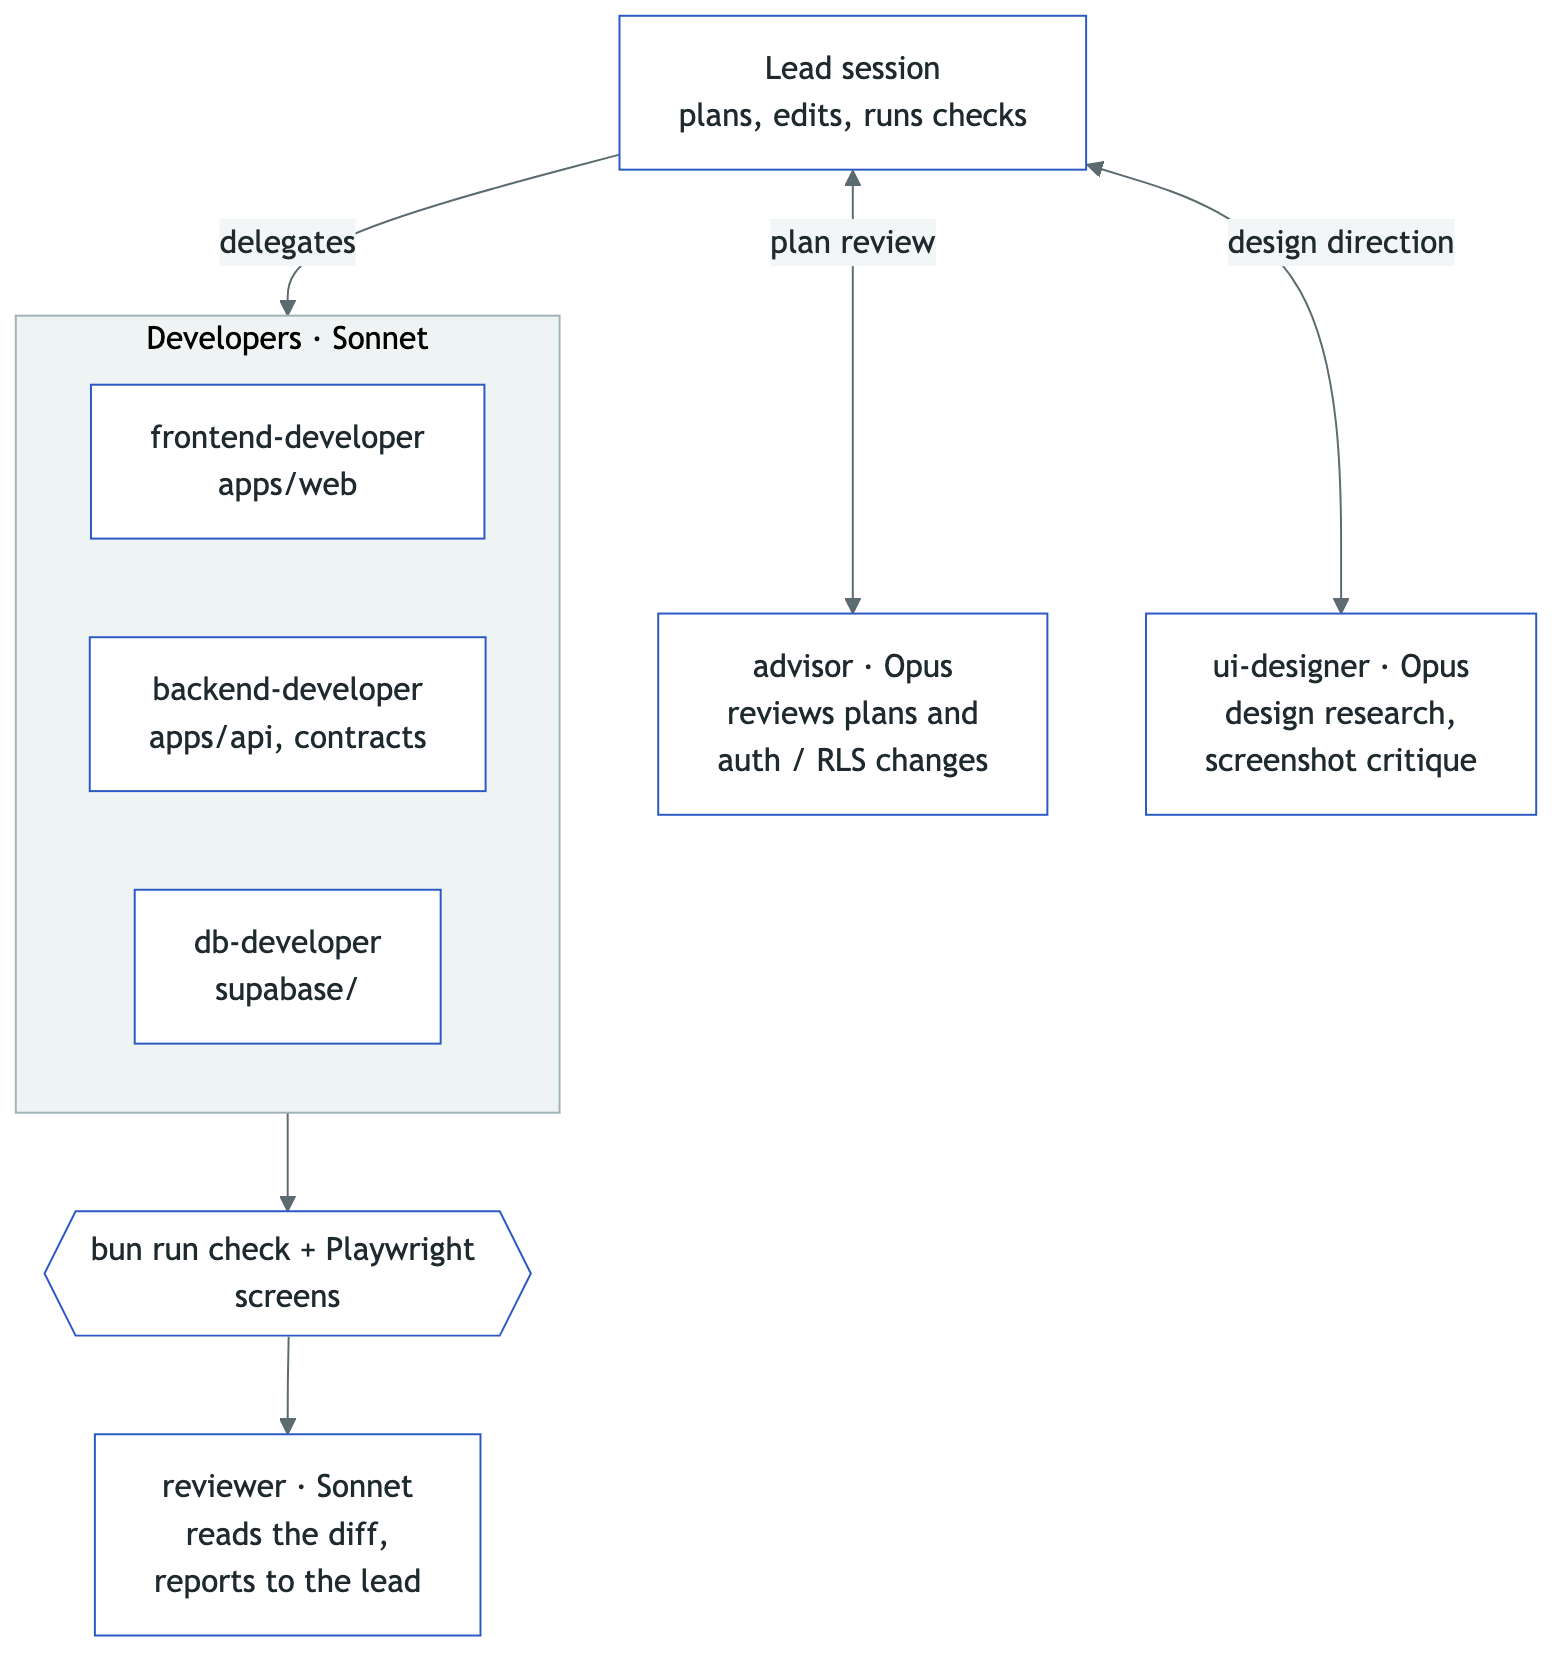 Lead session
plans, edits, runs checks
delegates
plan review
design direction
Developers · Sonnet
frontend-developer
apps/web
backend-developer
apps/api, contracts
db-developer
supabase/
advisor · Opus
reviews plans and
auth / RLS changes
ui-designer · Opus
design research,
screenshot critique
bun run check + Playwright
screens
reviewer · Sonnet
reads the diff,
reports to the lead